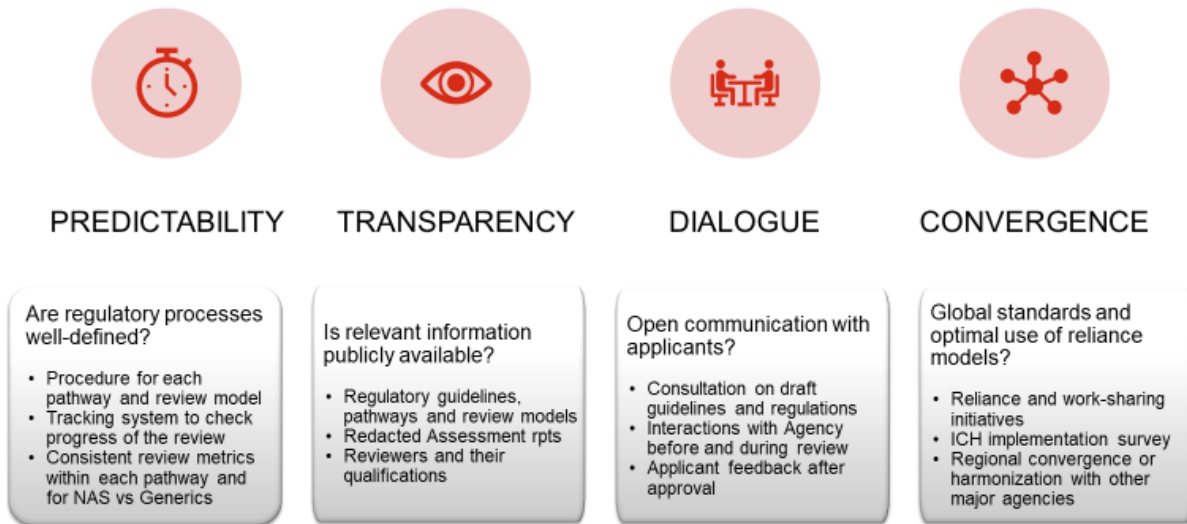 PREDICTABILITY
TRANSPARENCY
DIALOGUE
CONVERGENCE
Are regulatory processes
well-defined?
• Procedure for each
pathway and review model
• Tracking system to check
progress of the review
• Consistent review metrics
within each pathway and
for NAS vs Generics
Is relevant information
publicly available?
• Regulatory guidelines,
pathways and review models
• Redacted Assessment rpts
• Reviewers and their
qualifications
Open communication with
applicants?
• Consultation on draft
guidelines and regulations
• Interactions with Agency
before and during review
• Applicant feedback after
approval
Global standards and
optimal use of reliance
models?
• Reliance and work-sharing
initiatives
• ICH implementation survey
• Regional convergence or
harmonization with other
major agencies